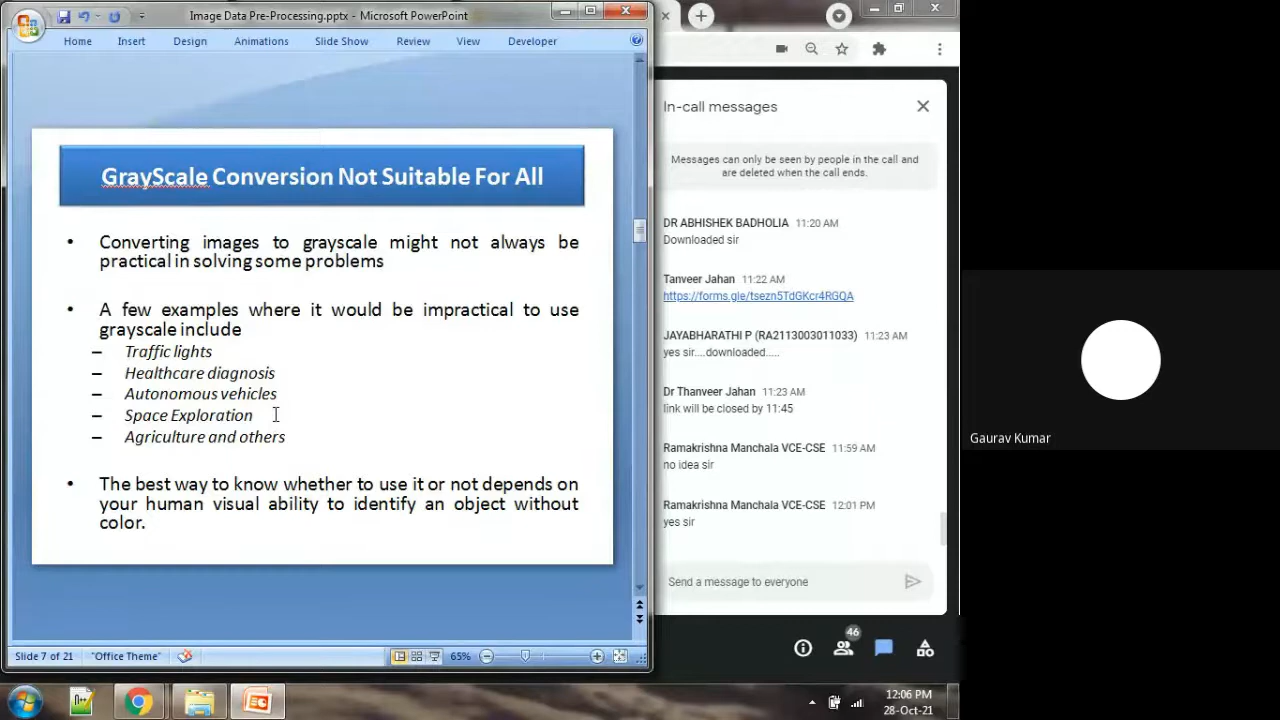 Image Data Pre-Processing.pptx - Microsoft PowerPoint
Home Insert Design Animations Slide Show Review View Developer
GrayScale Conversion Not Suitable For All
• Converting images to grayscale might not always be
practical in solving some problems
• A few examples where it would be impractical to use
grayscale include
– Traffic lights
– Healthcare diagnosis
– Autonomous vehicles
– Space Exploration
– Agriculture and others
• The best way to know whether to use it or not depends on
your human visual ability to identify an object without
color.
Slide 7 of 21 "Office Theme" 65%
In-call messages
Messages can only be seen by people in the call and
are deleted when the call ends.
DR ABHISHEK BADHOLIA 11:20 AM
Downloaded sir
Tanveer Jahan 11:22 AM
https://forms.gle/tsezn5TdGKcr4RGQA
JAYABHARATHI P (RA2113003011033) 11:23 AM
yes sir....downloaded.....
Dr Thanveer Jahan 11:23 AM
link will be closed by 11:45
Ramakrishna Manchala VCE-CSE 11:59 AM
no idea sir
Ramakrishna Manchala VCE-CSE 12:01 PM
yes sir
Send a message to everyone
46
Gaurav Kumar
12:06 PM
28-Oct-21